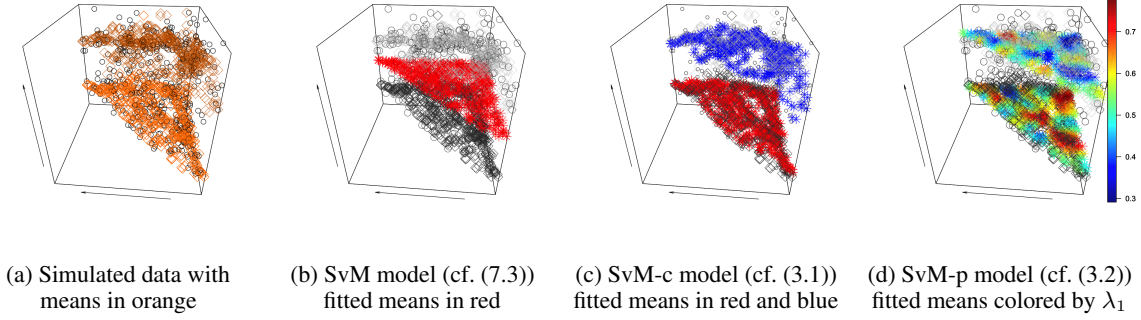 0.7
0.6
0.5
0.4
0.3
(a) Simulated data with
means in orange
(b) SvM model (cf. (7.3))
fitted means in red
(c) SvM-c model (cf. (3.1))
fitted means in red and blue
(d) SvM-p model (cf. (3.2))
fitted means colored by λ₁